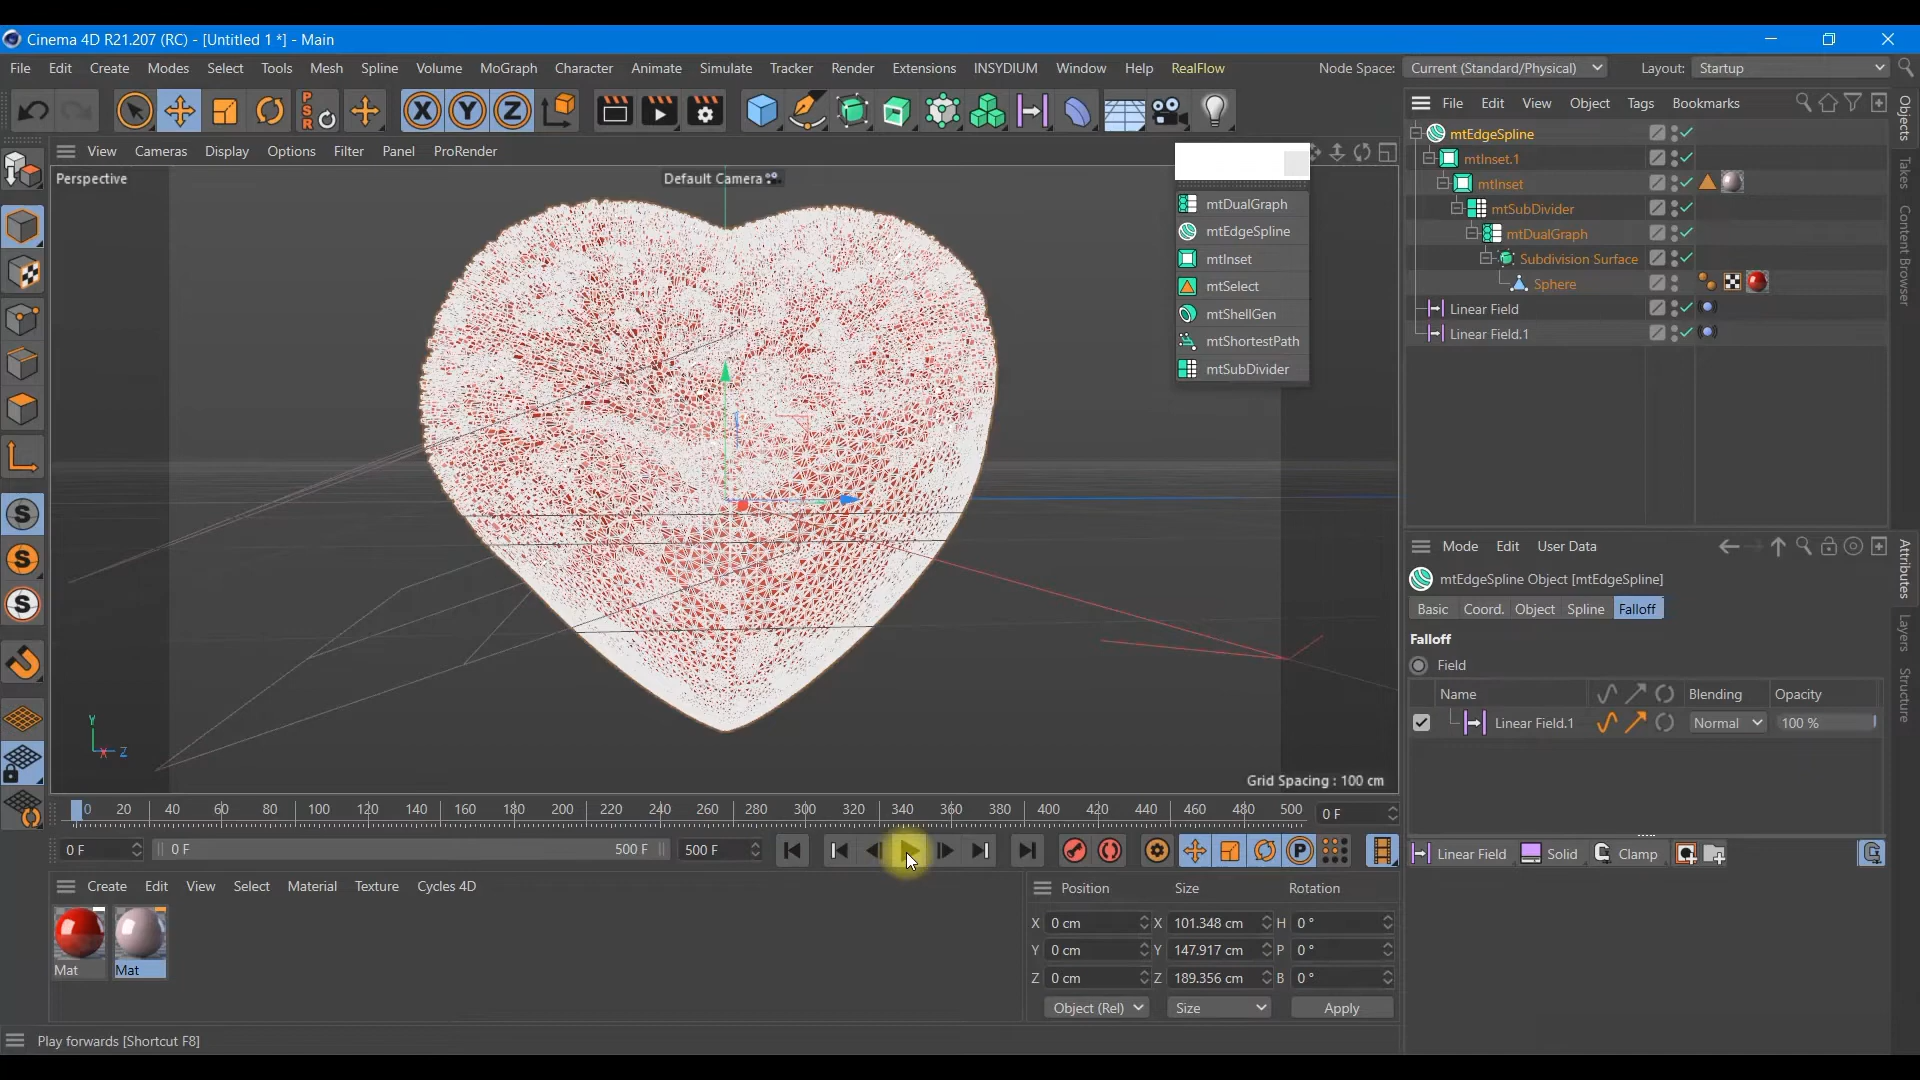 Cinema 4D R21.207 (RC) - [Untitled 1 *] - Main
File Edit Create Modes Select Tools Mesh Spline Volume MoGraph Character Animate Simulate Tracker Render Extensions INSYDIUM Window Help RealFlow Node Space: Current (Standard/Physical) Layout: Startup
PSR X Y Z
File Edit View Object Tags Bookmarks
View Cameras Display Options Filter Panel ProRender
Perspective
Default Camera
mtDualGraph
mtEdgeSpline
mtInset
mtSelect
mtShellGen
mtShortestPath
mtSubDivider
mtEdgeSpline
mtInset.1
mtInset
mtSubDivider
mtDualGraph
Subdivision Surface
Sphere
Linear Field
Linear Field.1
Objects
Takes
Content Browser
S
S
S
Y
X Z
Grid Spacing : 100 cm
Mode Edit User Data
mtEdgeSpline Object [mtEdgeSpline]
Basic Coord. Object Spline Falloff
Falloff
Field
Name Blending Opacity
Linear Field.1 Normal 100 %
Linear Field Solid Clamp
Attributes
Layers
Structure
0 20 40 60 80 100 120 140 160 180 200 220 240 260 280 300 320 340 360 380 400 420 440 460 480 500 0 F
0 F 0 F 500 F 500 F P
Create Edit View Select Material Texture Cycles 4D
Mat
Mat
Position Size Rotation
X 0 cm X 101.348 cm H 0 °
Y 0 cm Y 147.917 cm P 0 °
Z 0 cm Z 189.356 cm B 0 °
Object (Rel) Size Apply
Play forwards [Shortcut F8]